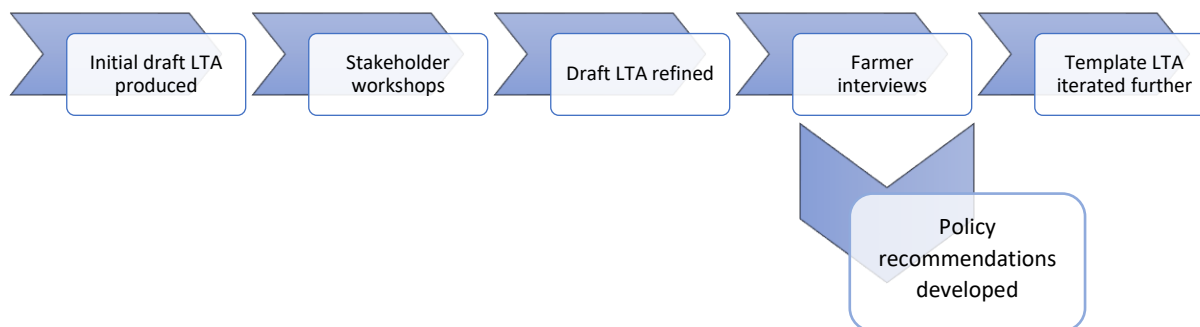 Initial draft LTA
produced
Stakeholder
workshops
Draft LTA refined
Farmer
interviews
Template LTA
iterated further
Policy
recommendations
developed